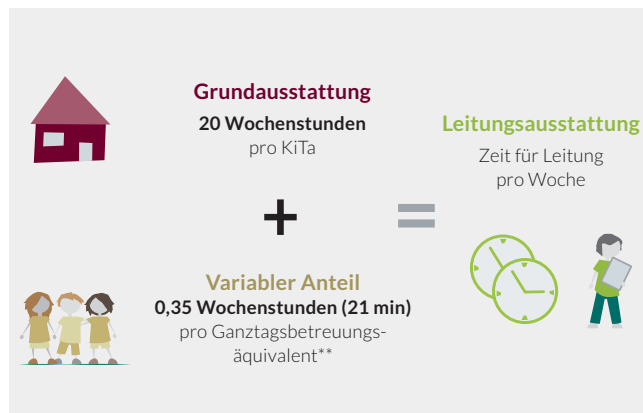 Grundausstattung
20 Wochenstunden
pro KiTa
+
Variabler Anteil
0,35 Wochenstunden (21 min)
pro Ganztagsbetreuungs-
äquivalent**
=
Leitungsausstattung
Zeit für Leitung
pro Woche